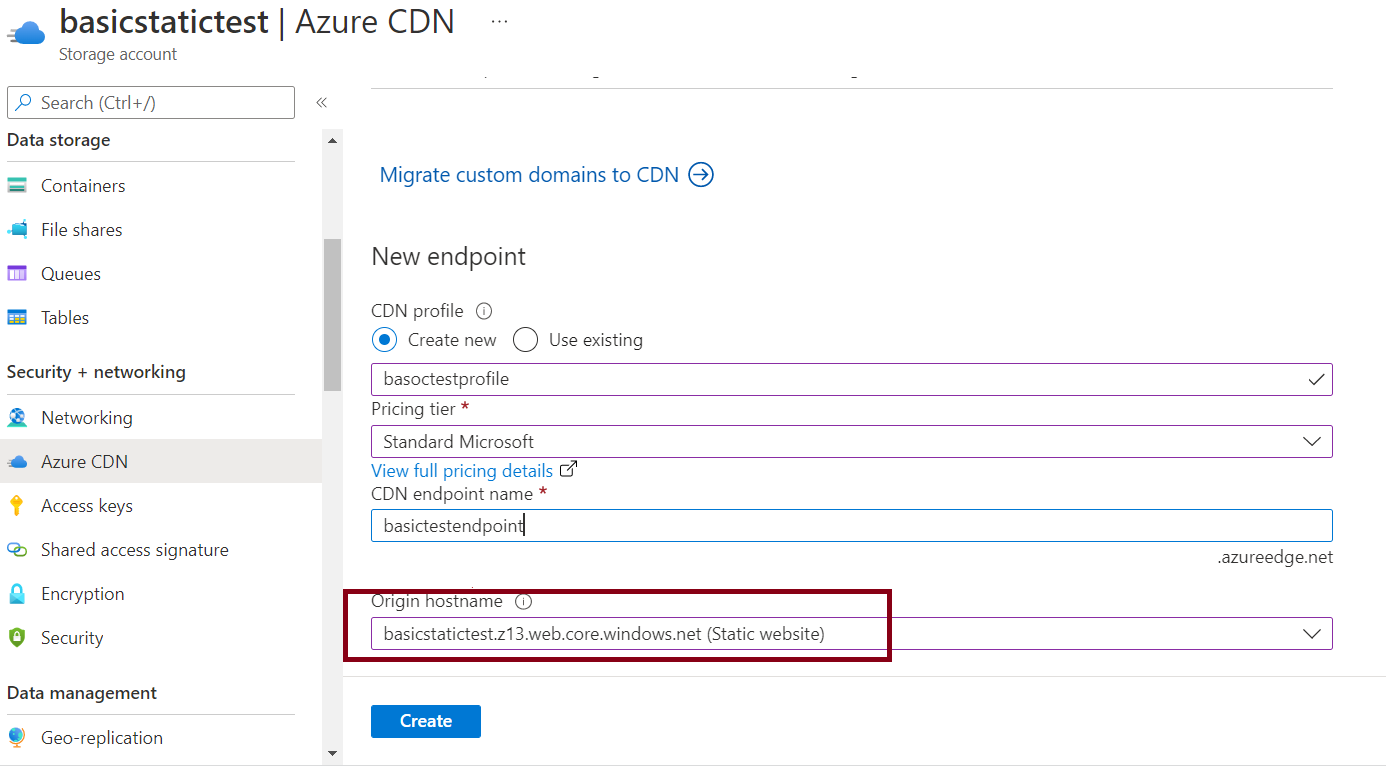 basicstatictest | Azure CDN ...
Storage account
Search (Ctrl+/)
Data storage
Containers
File shares
Queues
Tables
Security + networking
Networking
Azure CDN
Access keys
Shared access signature
Encryption
Security
Data management
Geo-replication
Migrate custom domains to CDN
New endpoint
CDN profile
Create new Use existing
basoctestprofile
Pricing tier *
Standard Microsoft
View full pricing details
CDN endpoint name *
basictestendpoint
.azureedge.net
Origin hostname
basicstatictest.z13.web.core.windows.net (Static website)
Create